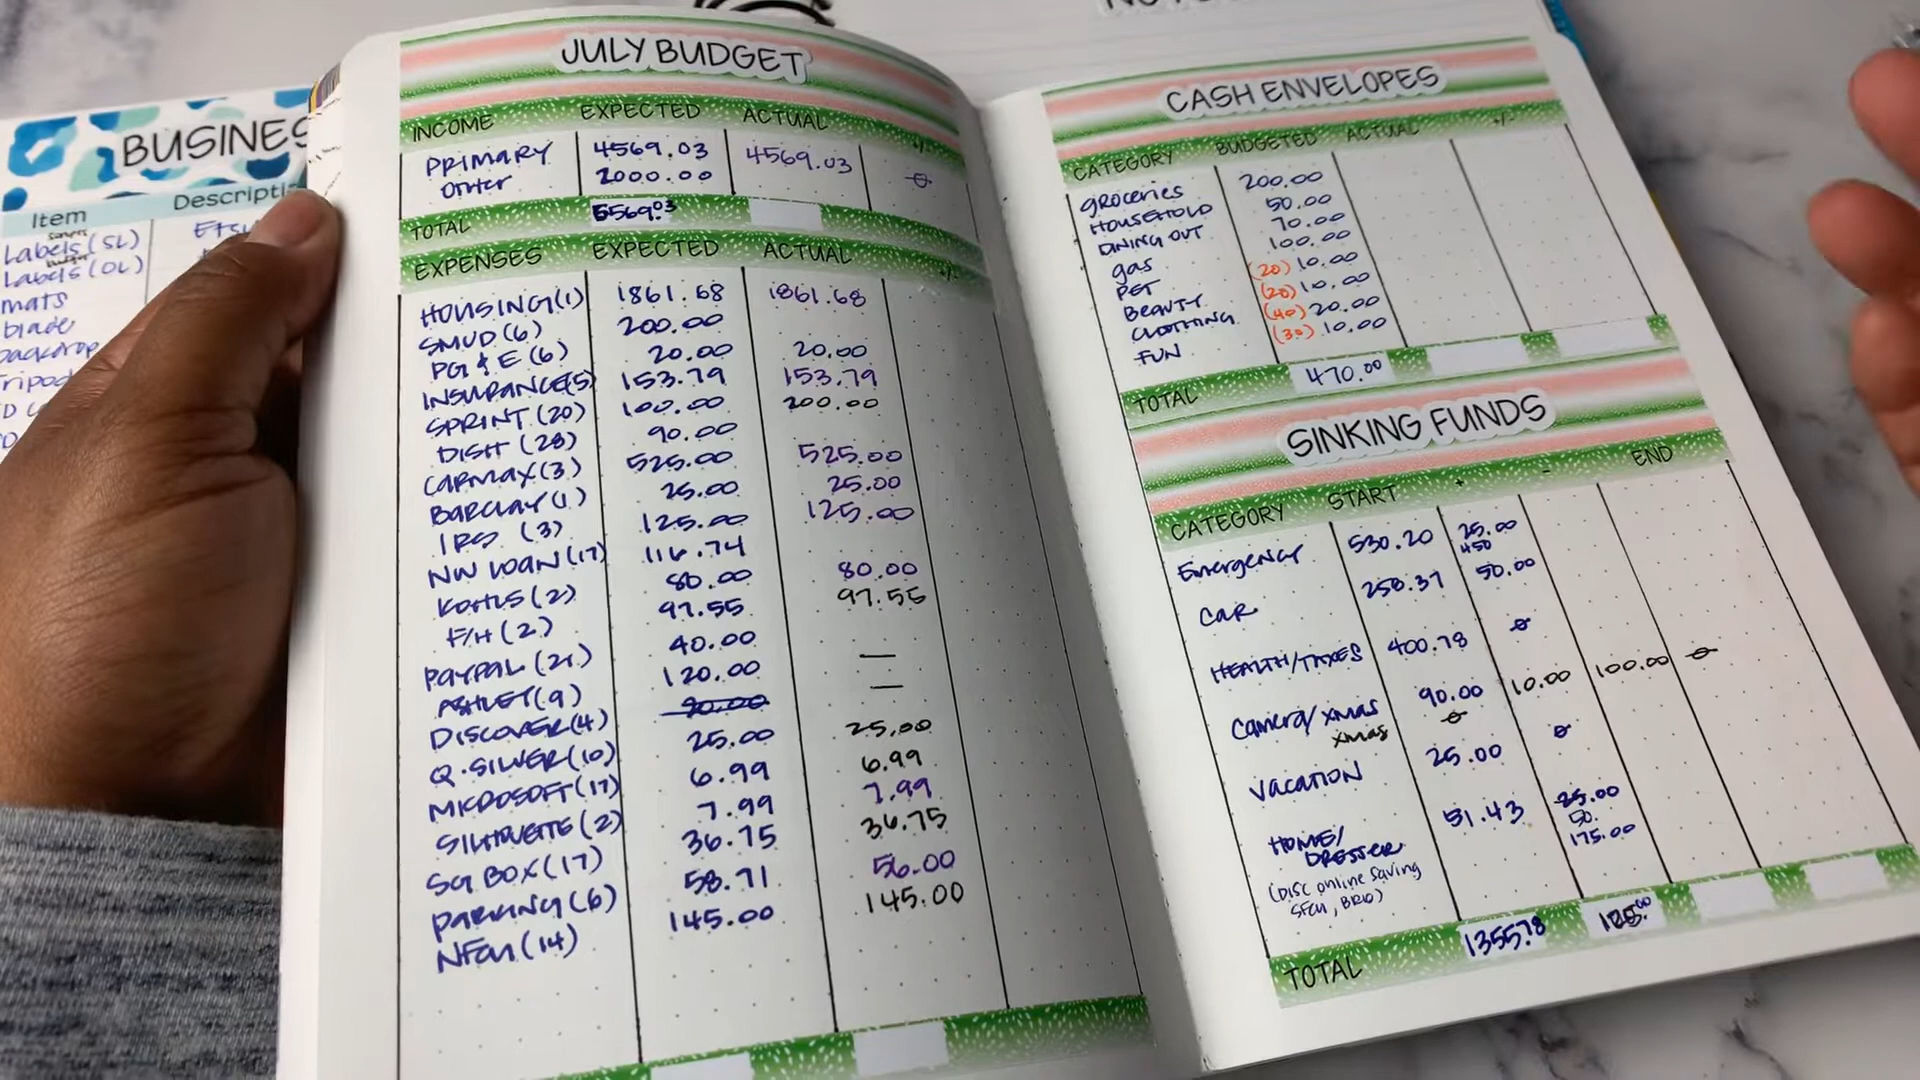 BUSINES
Item Descripti
Labels (SL) Etsy
Labels (OL)
mats
blade
JULY BUDGET
INCOME EXPECTED ACTUAL +/-
PRIMARY 4569.03 4569.03
OTHER 2000.00 0
TOTAL 556903
EXPENSES EXPECTED ACTUAL +/-
HOUSING(1) 1861.68 1861.68
SMUD(6) 200.00
PG & E(6) 20.00 20.00
INSURANCE(5) 153.79 153.79
SPRINT (20) 100.00 200.00
DISH (28) 90.00
CARMAX(3) 525.00 525.00
BARCLAY(1) 25.00 25.00
IRS (3) 125.00 125.00
NW LOAN(17) 116.74
KOHLS(2) 80.00 80.00
F/H(2) 97.55 97.55
PAYPAL(21) 40.00 —
ASHLEY(9) 120.00 —
DISCOVER(4) 90.00
Q.SILVER(10) 25.00 25.00
MICROSOFT(17) 6.99 6.99
SILHOUETTE(2) 7.99 7.99
SG BOX(17) 36.75 36.75
PARKING(6) 58.71 56.00
NFCU(14) 145.00 145.00
CASH ENVELOPES
CATEGORY BUDGETED ACTUAL +/-
groceries 200.00
HOUSEHOLD 50.00
DINING OUT 70.00
gas 100.00
PET (20) 10.00
BEAUTY (20) 10.00
CLOTHING (40) 20.00
FUN (30) 10.00
TOTAL 470.00
SINKING FUNDS
CATEGORY START + - END
Emergency 530.20 25.00
450
CAR 250.37 50.00
HEALTH/TAXES 400.78 0
Camera/XMAS 90.00 10.00 100.00 0
XMAS 0
VACATION 25.00 0
HOME/ 51.43 25.00
DRESSER 50.
175.00
(DISC online saving
SFCU, BRIO)
TOTAL 1355.78